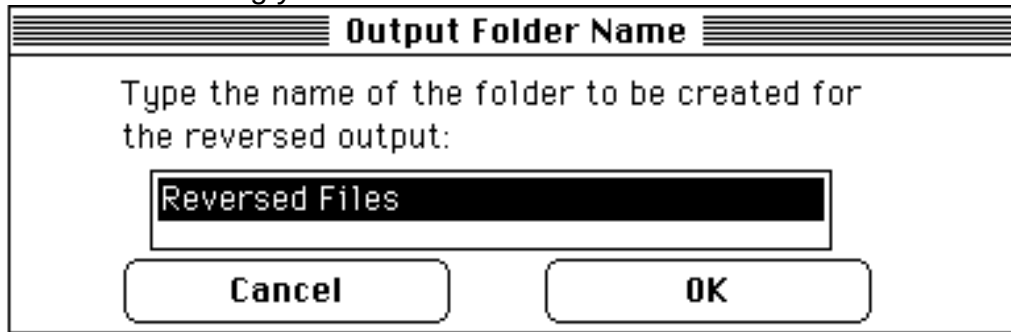 Output Folder Name
Type the name of the folder to be created for
the reversed output:
Reversed Files
Cancel OK